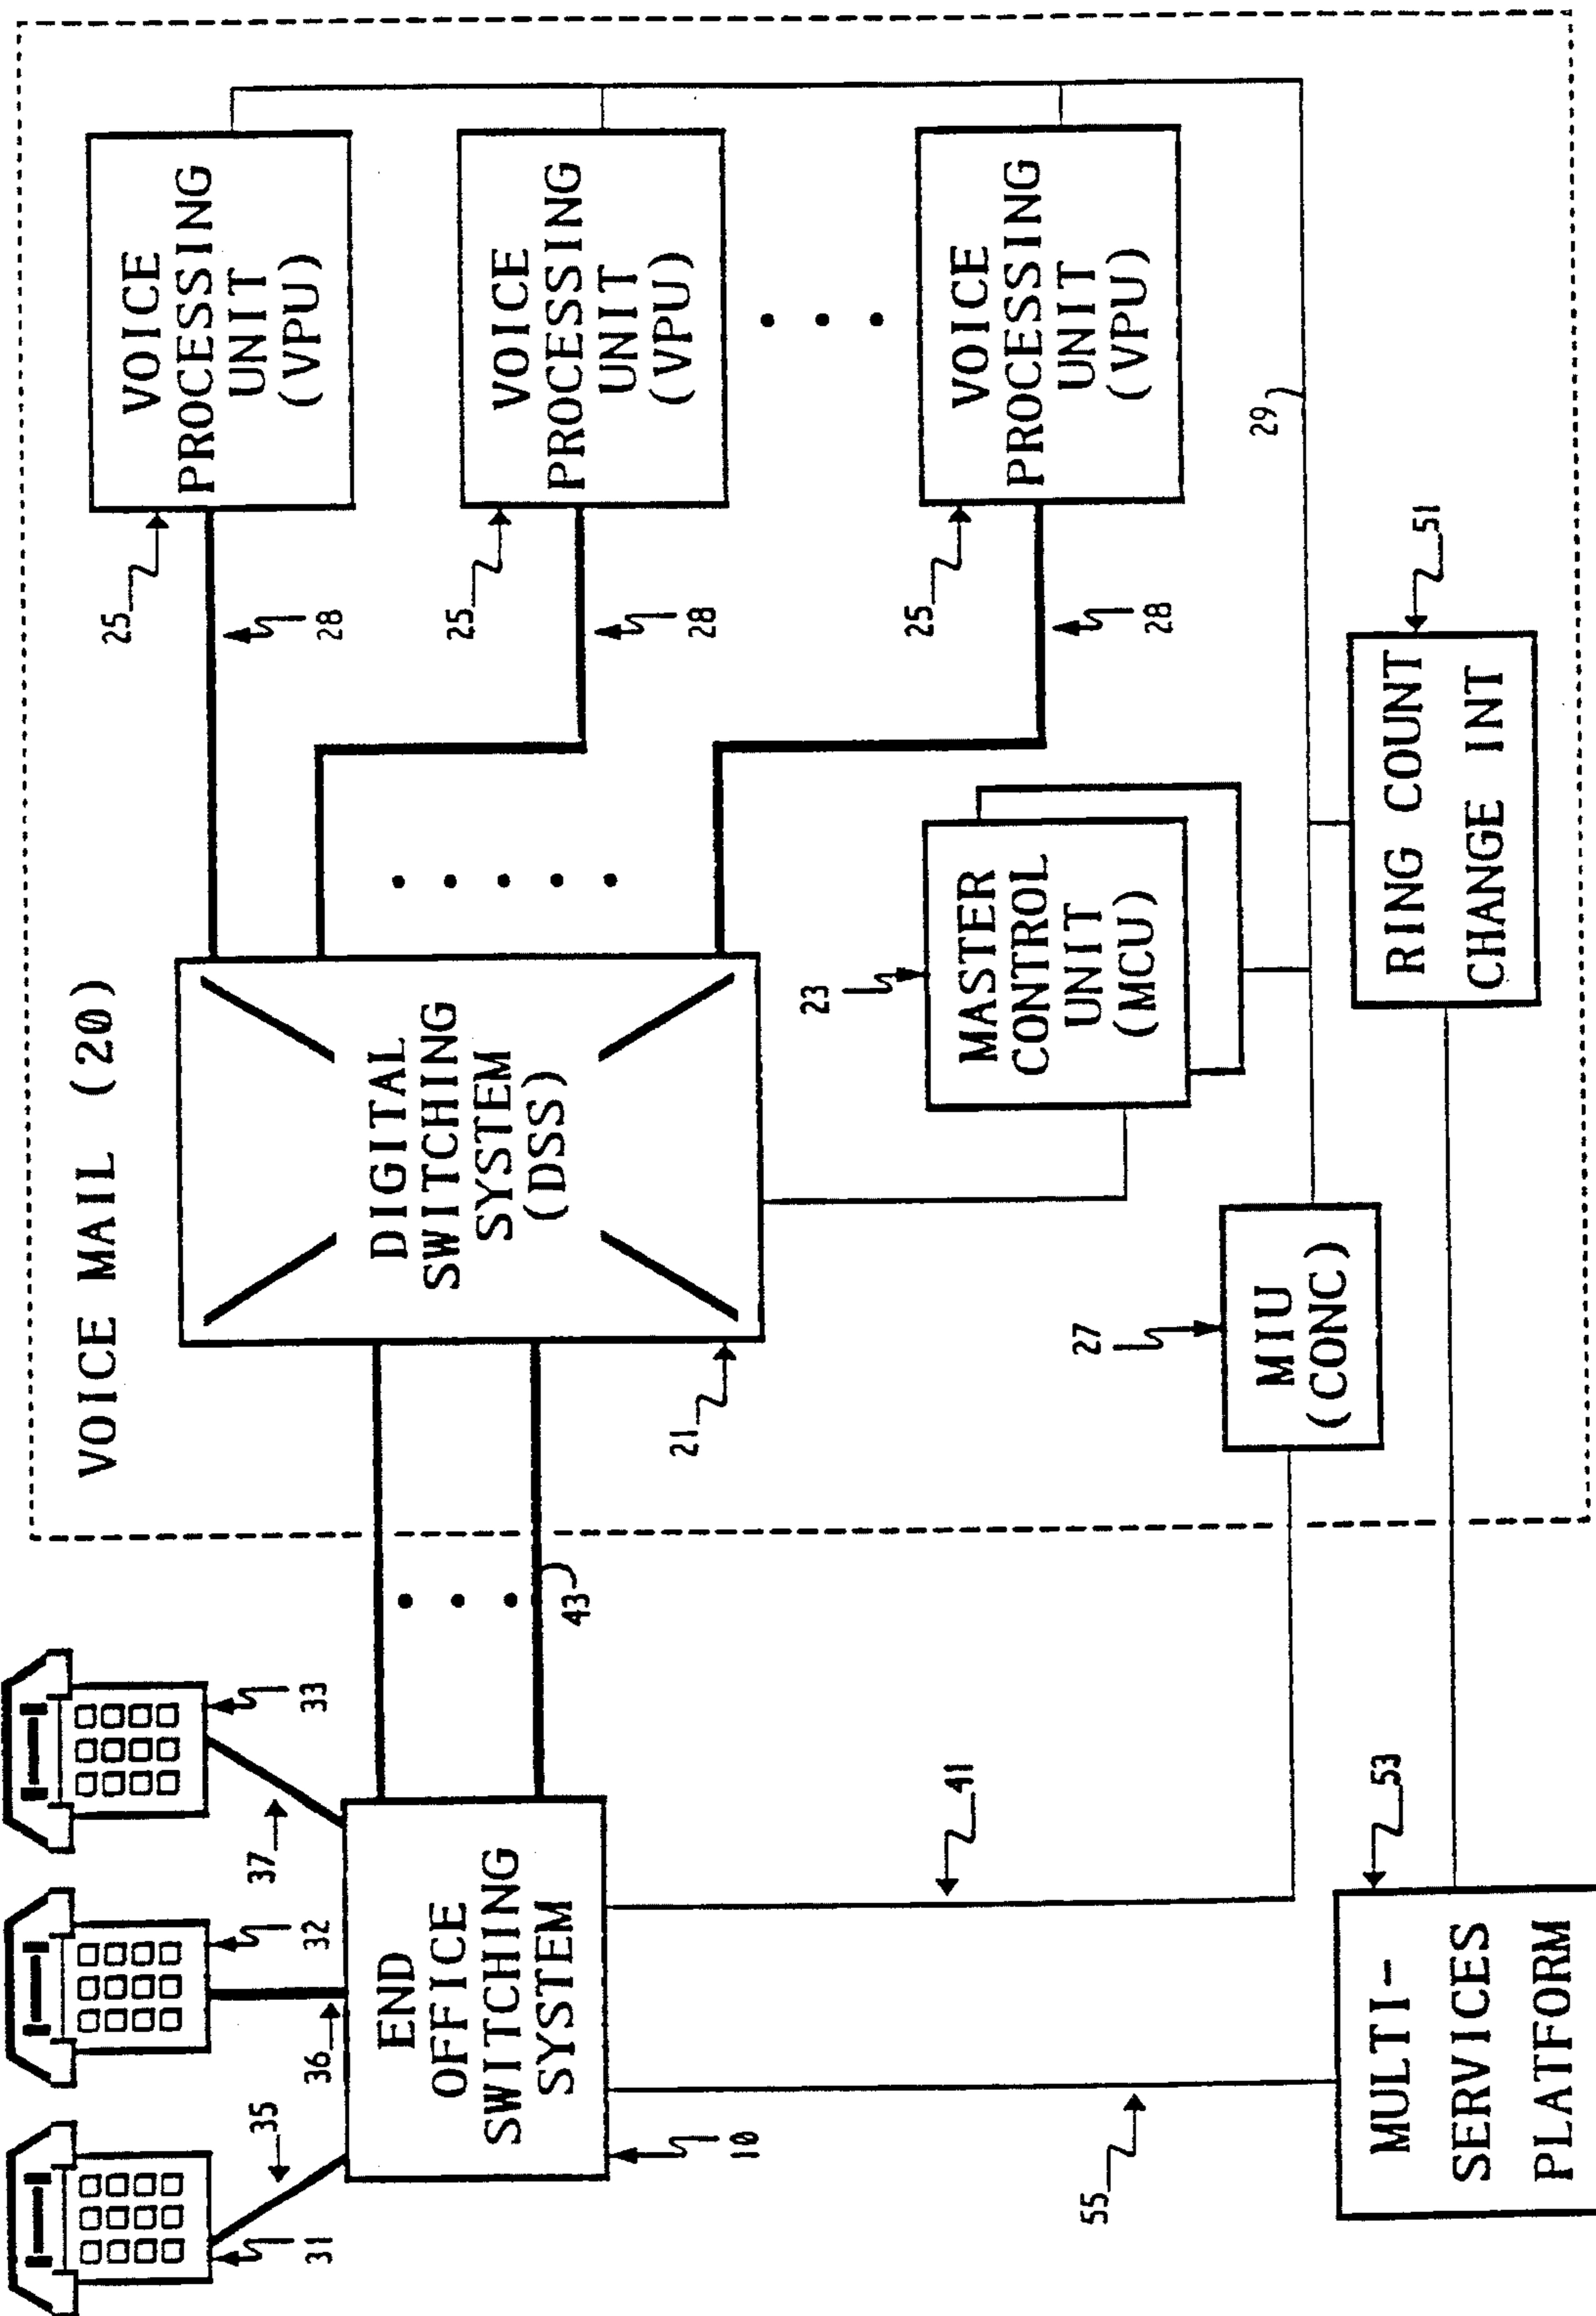 VOICE MAIL (20)
VOICE
PROCESSING
UNIT
(VPU)
25
28
VOICE
PROCESSING
UNIT
(VPU)
25
28
VOICE
PROCESSING
UNIT
(VPU)
25
28
DIGITAL
SWITCHING
SYSTEM
(DSS)
21
23
MASTER
CONTROL
UNIT
(MCU)
29
27
MIU
(CONC)
51
RING COUNT
CHANGE INT
31
32
33
35
36
37
END
OFFICE
SWITCHING
SYSTEM
10
43
41
55
53
MULTI-
SERVICES
PLATFORM